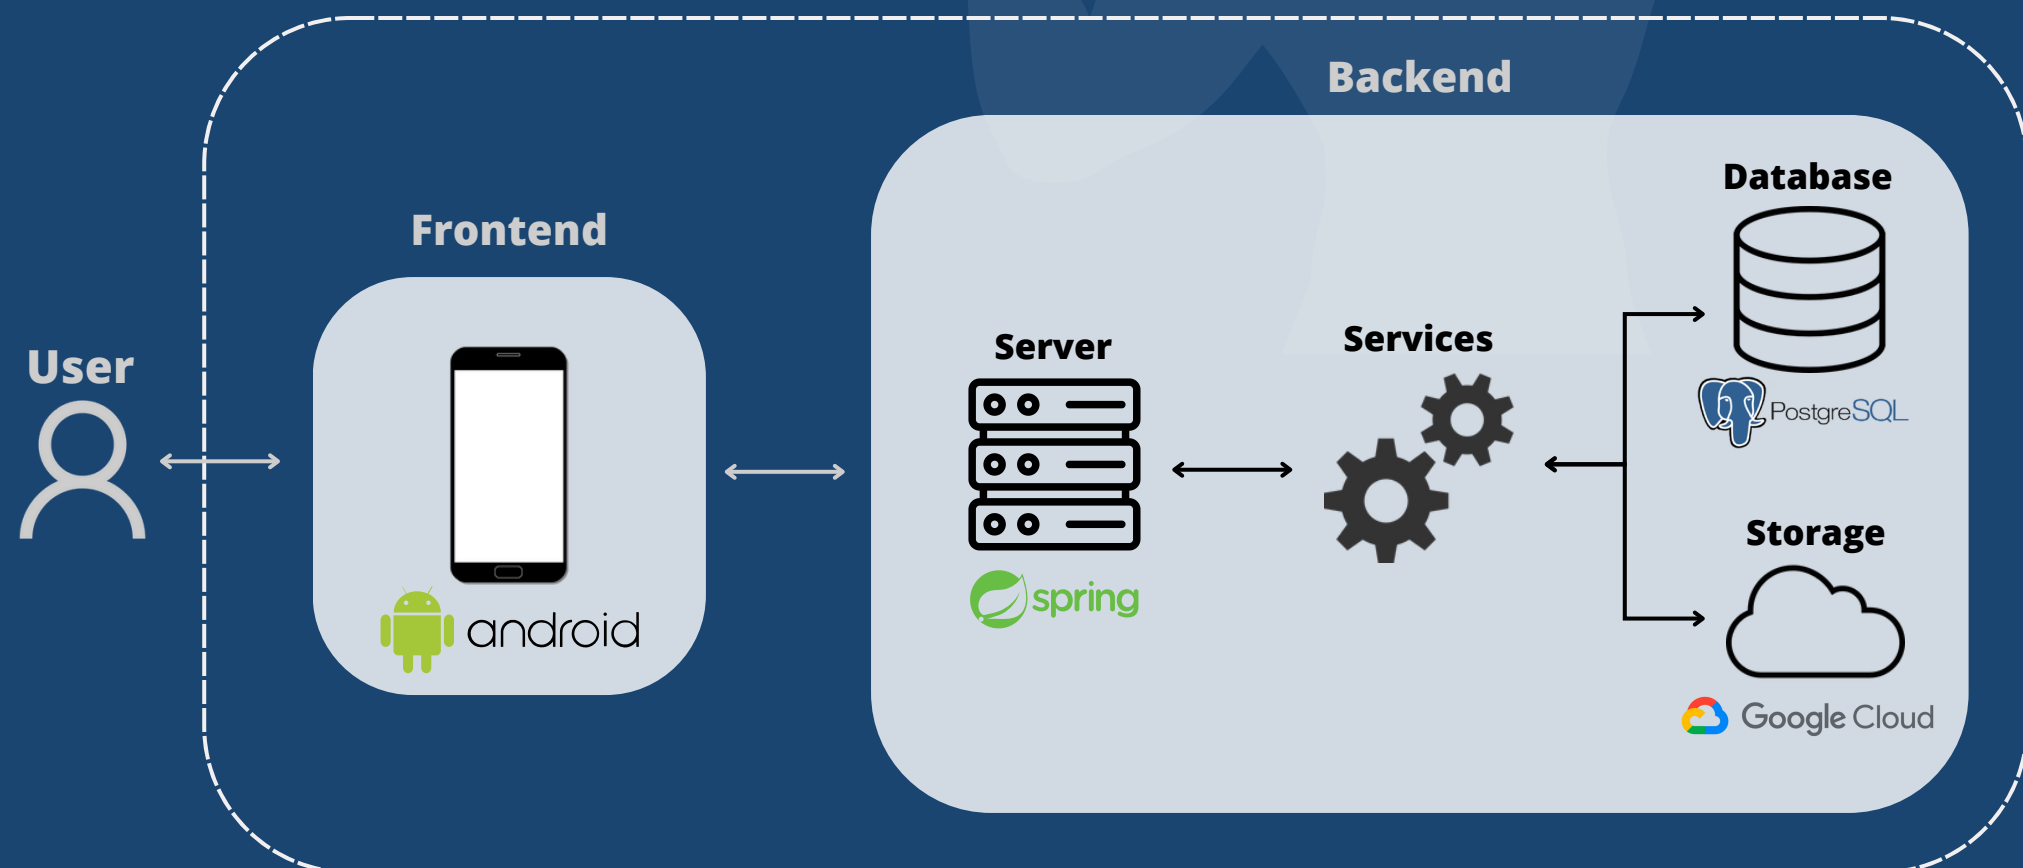 Backend
Database
Frontend
Server
Services
User
PostgreSQL
Storage
spring
android
Google Cloud